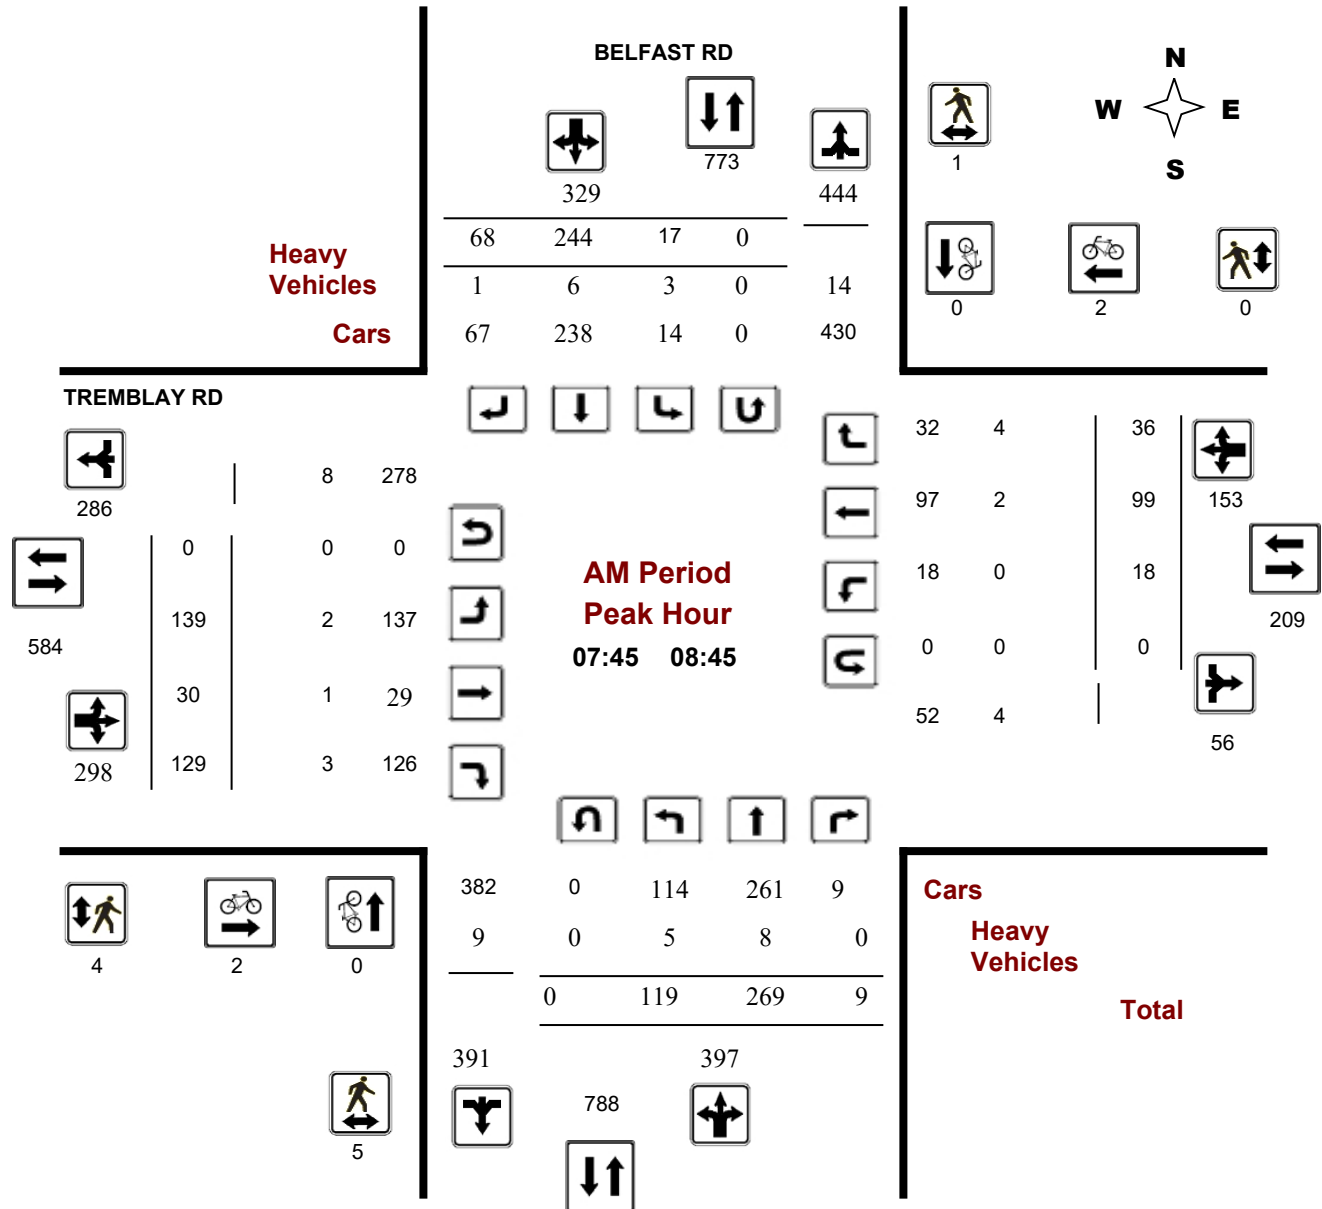 BELFAST RD
N
W E
S
773
329
444
1
68 244 17 0
Heavy
Vehicles
1 6 3 0 14
0 2 0
Cars
67 238 14 0 430
TREMBLAY RD
32 4 36
8 278
286
97 2 99 153
0 0 0
AM Period
18 0 18
Peak Hour
139 2 137
209
584
07:45 08:45
0 0 0
30 1 29
52 4
56
298
129 3 126
382 0 114 261 9
Cars
9 0 5 8 0
Heavy
Vehicles
4 2 0
0 119 269 9
Total
391 397
788
5